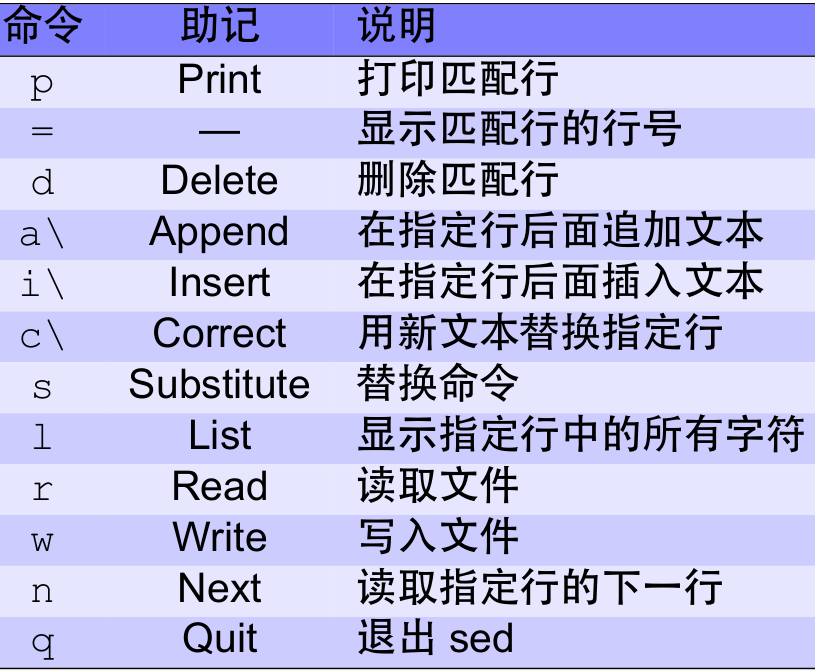 命令 助记 说明
p Print 打印匹配行
= — 显示匹配行的行号
d Delete 删除匹配行
a\ Append 在指定行后面追加文本
i\ Insert 在指定行后面插入文本
c\ Correct 用新文本替换指定行
s Substitute 替换命令
l List 显示指定行中的所有字符
r Read 读取文件
w Write 写入文件
n Next 读取指定行的下一行
q Quit 退出 sed